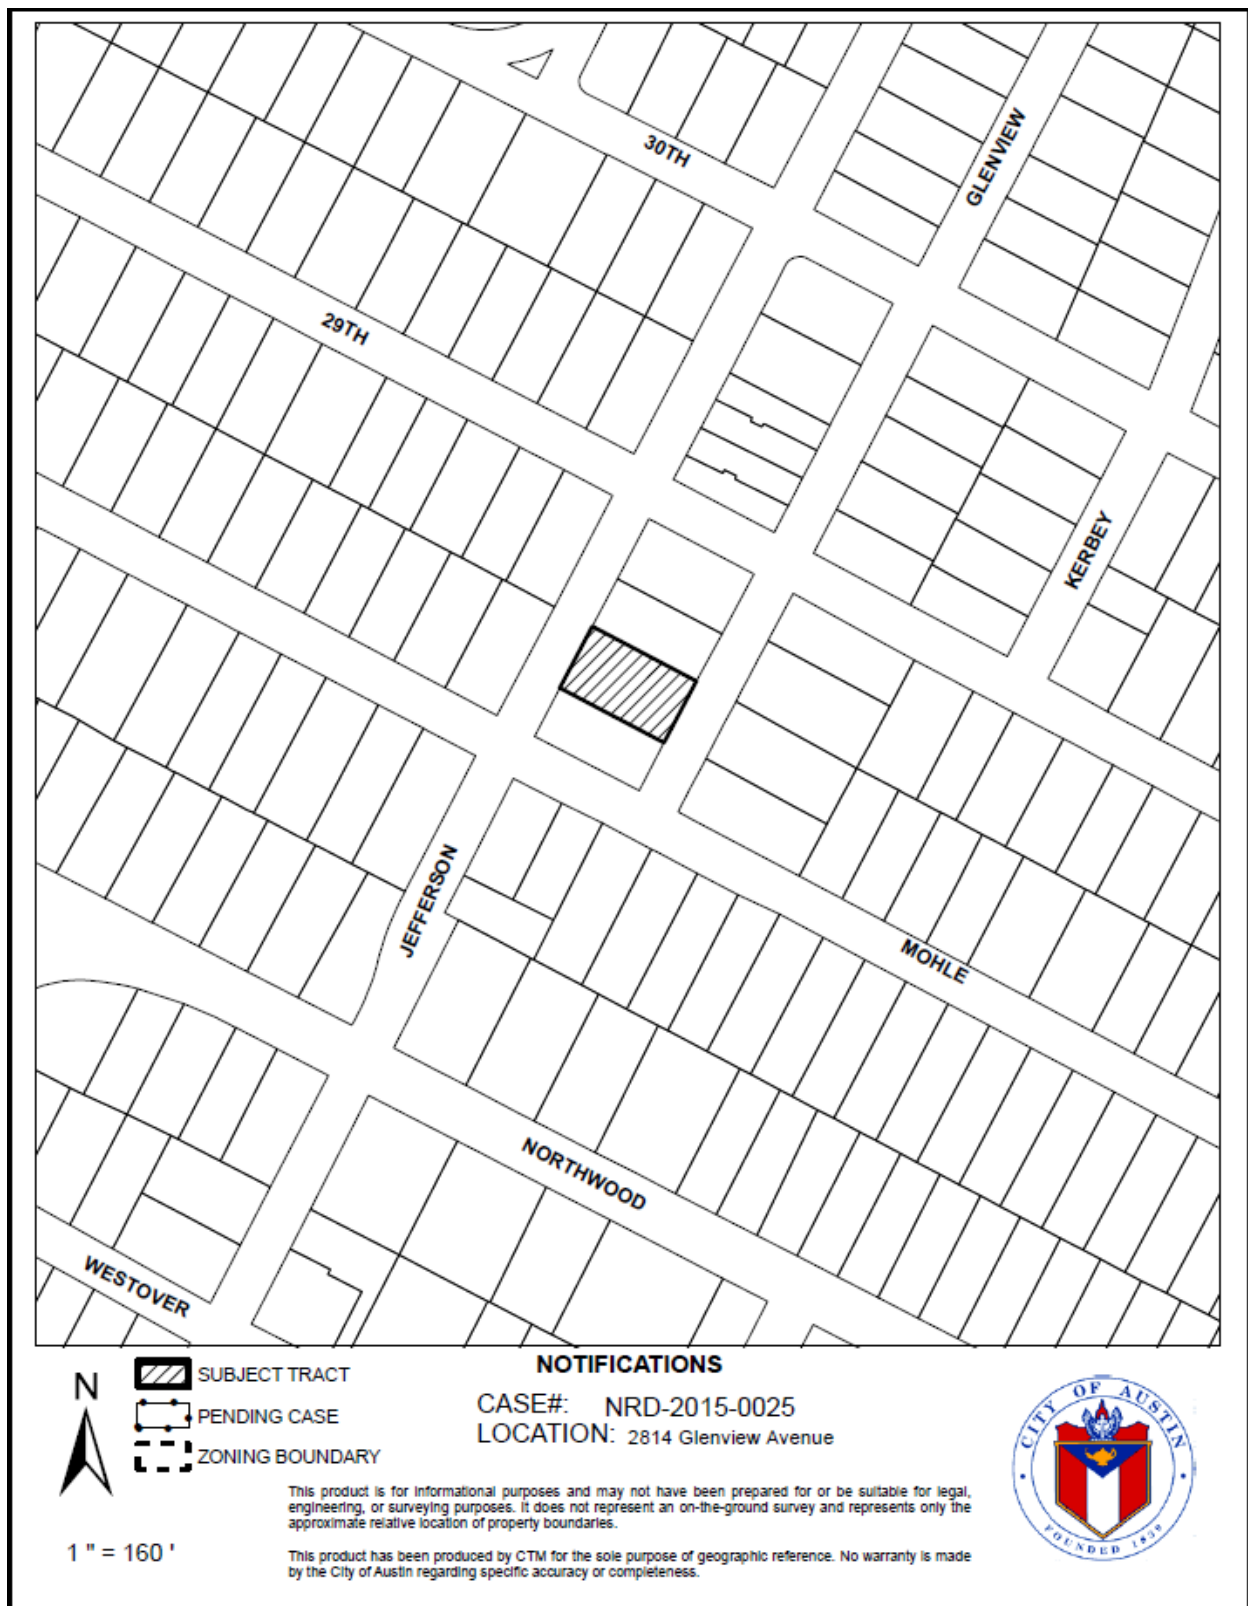 30TH
GLENVIEW
29TH
KERBEY
JEFFERSON
MOHLE
NORTHWOOD
WESTOVER
N
SUBJECT TRACT
PENDING CASE
ZONING BOUNDARY
1 " = 160 '
NOTIFICATIONS
CASE#: NRD-2015-0025
LOCATION: 2814 Glenview Avenue
This product is for informational purposes and may not have been prepared for or be suitable for legal,
engineering, or surveying purposes. It does not represent an on-the-ground survey and represents only the
approximate relative location of property boundaries.
This product has been produced by CTM for the sole purpose of geographic reference. No warranty is made
by the City of Austin regarding specific accuracy or completeness.
CITY OF AUSTIN
FOUNDED 1839